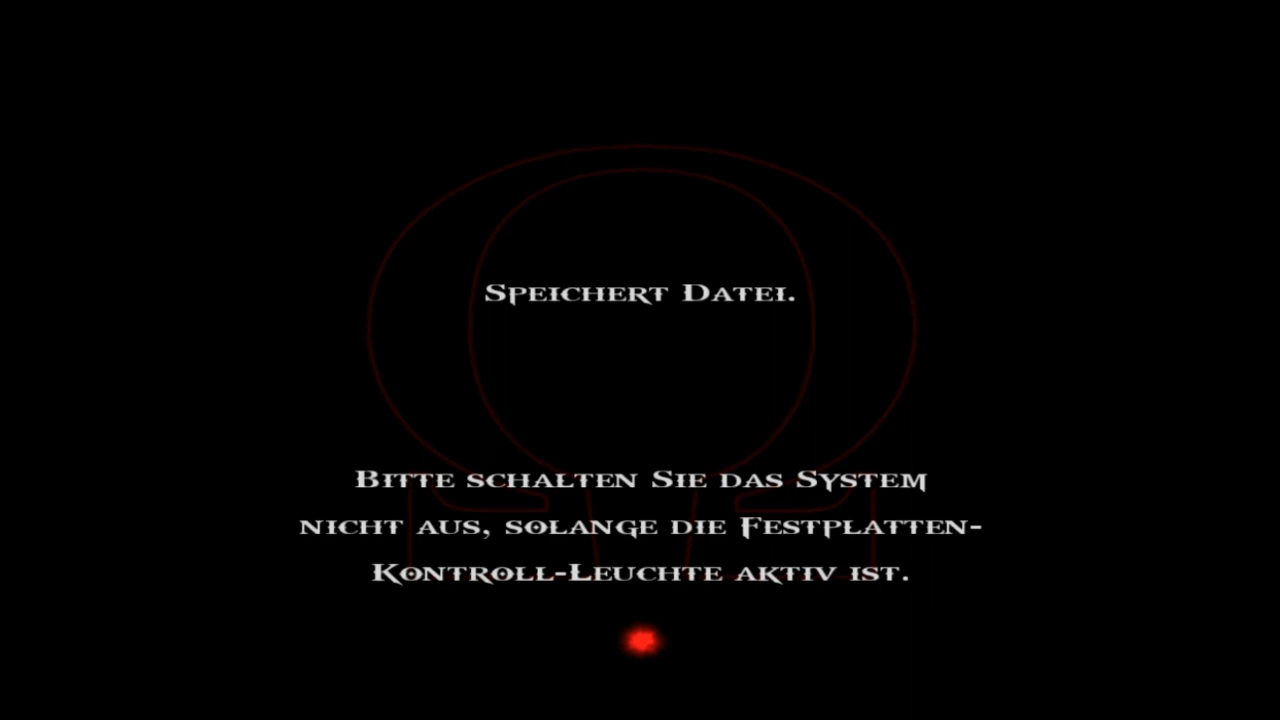 Speichert Datei.
Bitte schalten Sie das System
nicht aus, solange die Festplatten-
Kontroll-Leuchte aktiv ist.